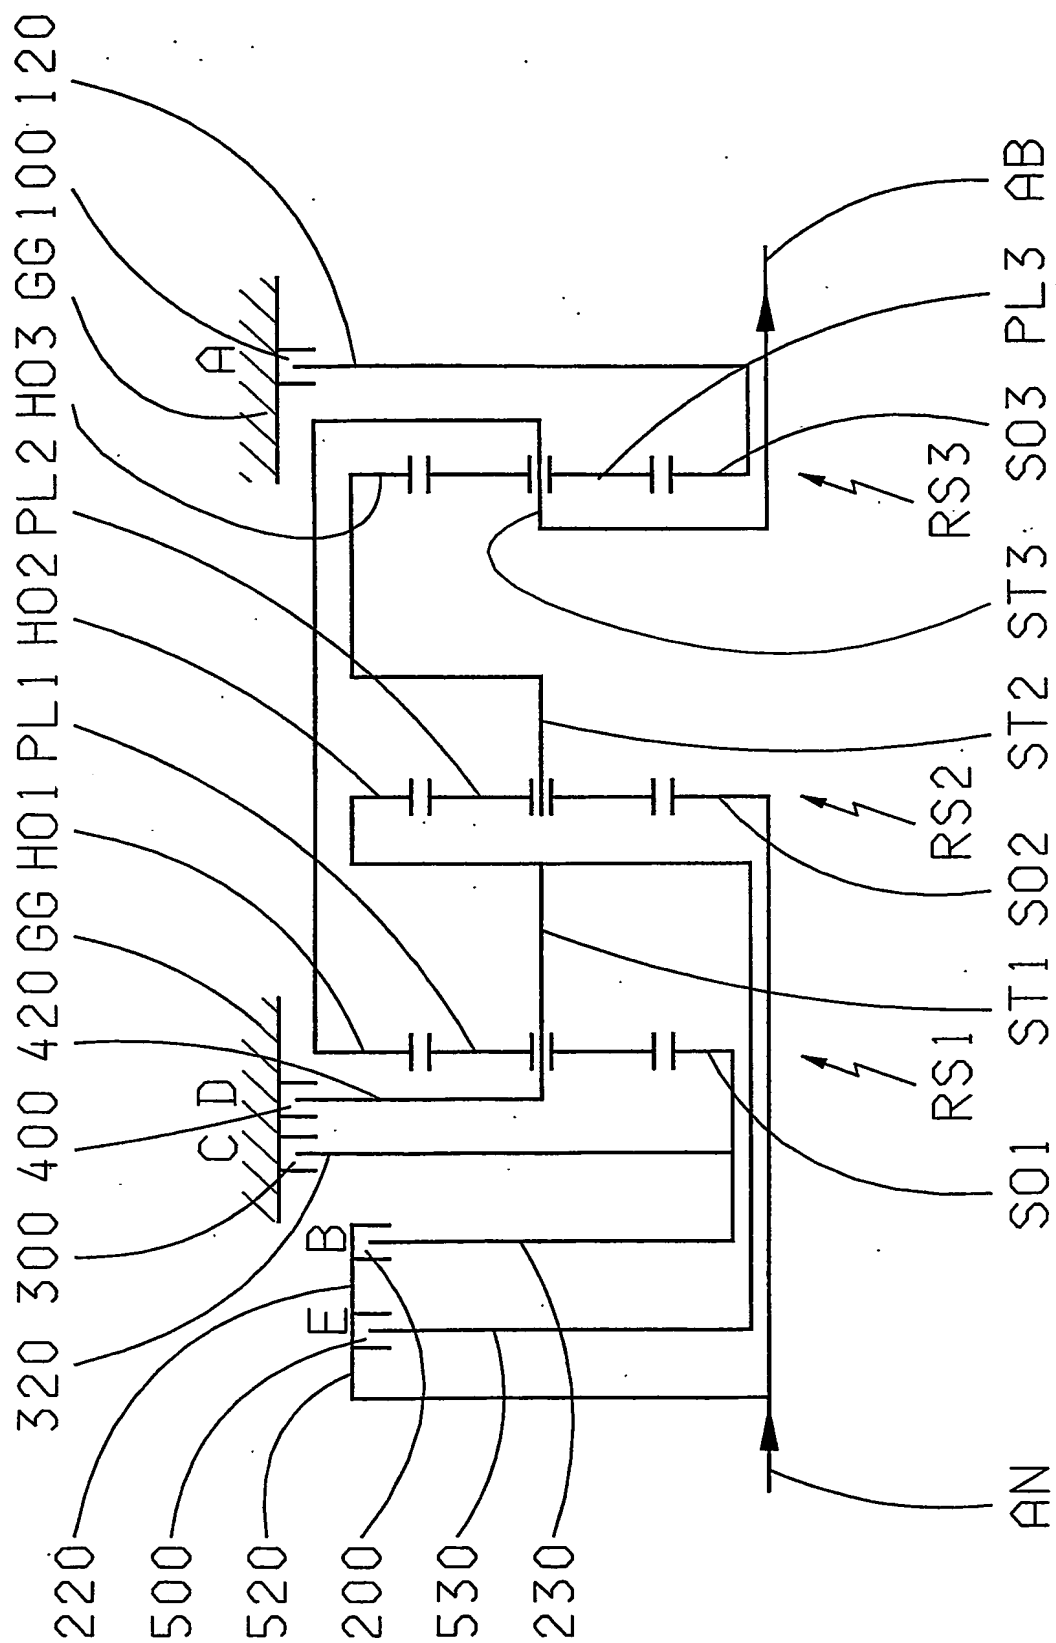 320 300 400 420 GG HO1 PL1 HO2 PL2 HO3 GG 100 120
C D A
E B
220
500
520
200
530
230
RS1 RS2 RS3
AN SO1 ST1 SO2 ST2 ST3 SO3 PL3 AB